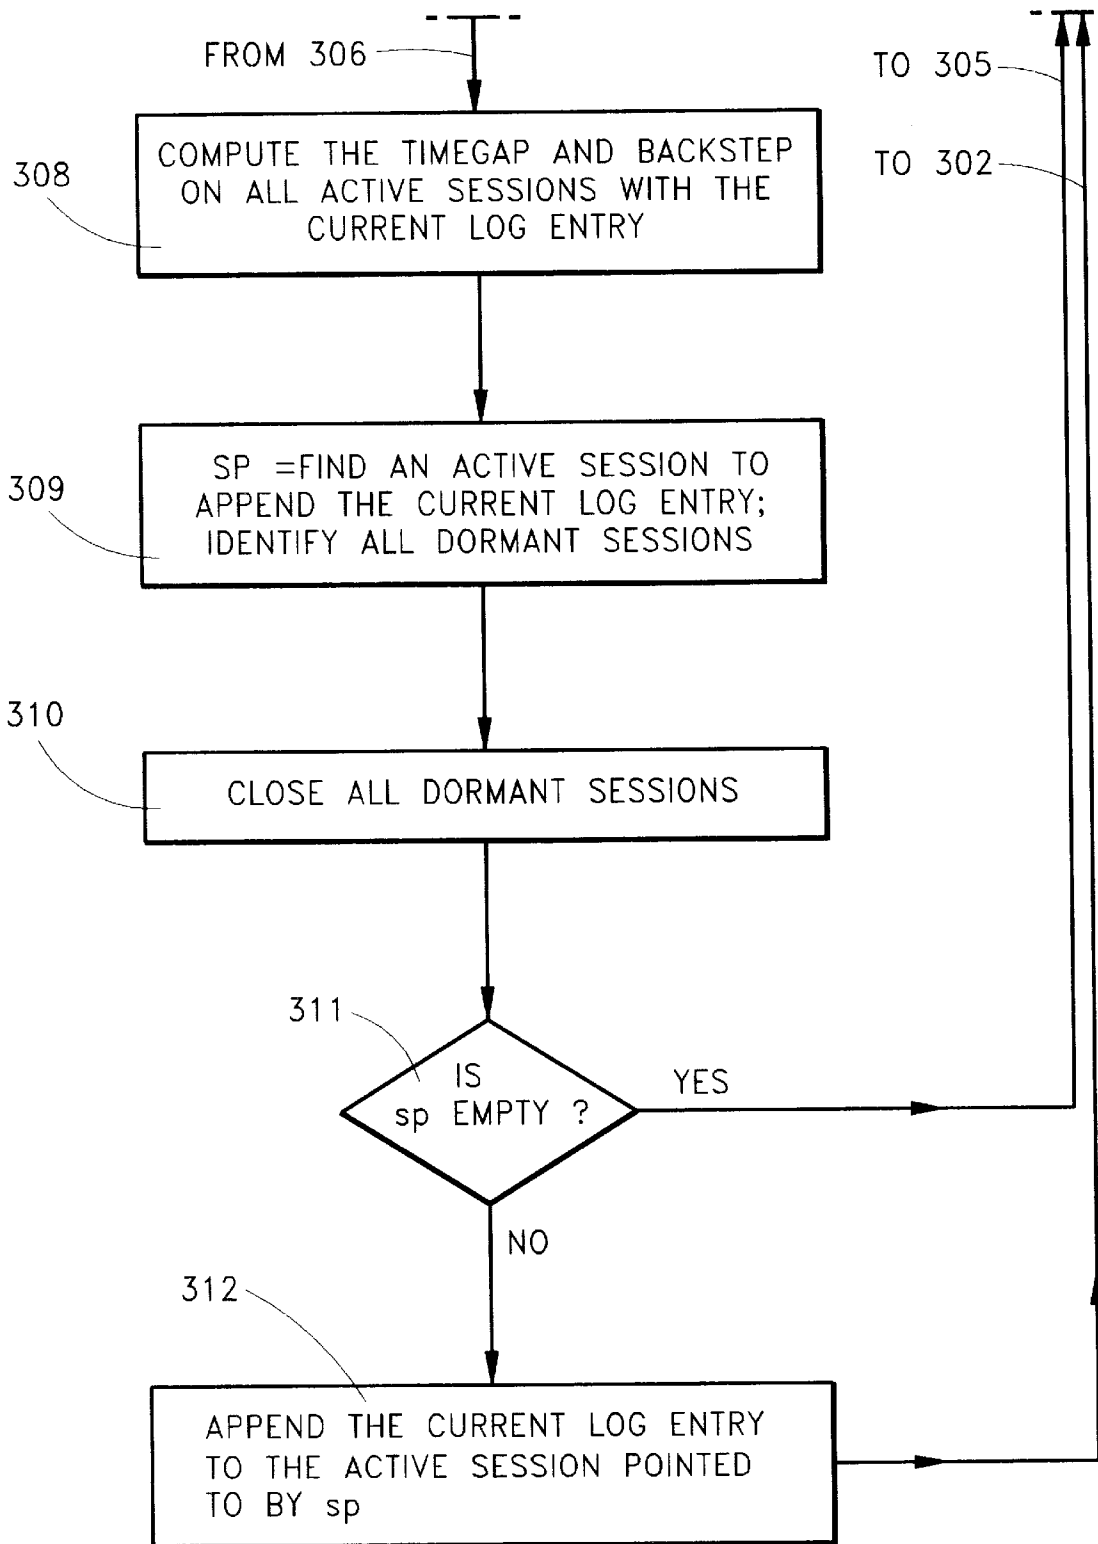 FROM 306
TO 305
TO 302
308
COMPUTE THE TIMEGAP AND BACKSTEP
ON ALL ACTIVE SESSIONS WITH THE
CURRENT LOG ENTRY
309
SP =FIND AN ACTIVE SESSION TO
APPEND THE CURRENT LOG ENTRY;
IDENTIFY ALL DORMANT SESSIONS
310
CLOSE ALL DORMANT SESSIONS
311
IS
sp EMPTY ?
YES
NO
312
APPEND THE CURRENT LOG ENTRY
TO THE ACTIVE SESSION POINTED
TO BY sp